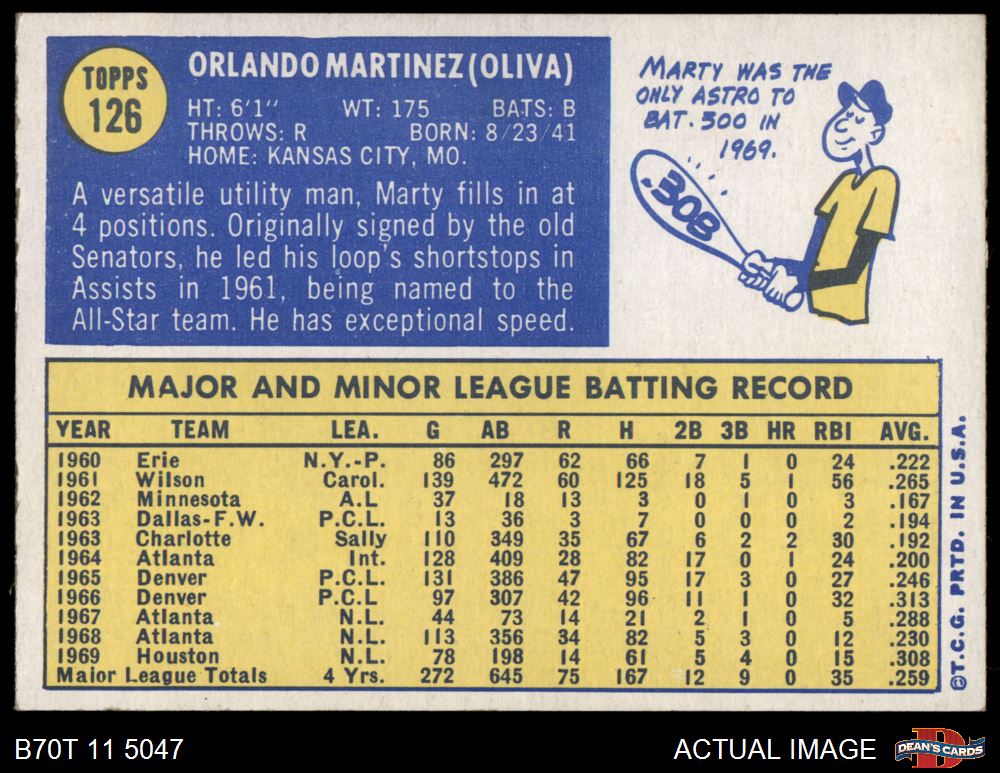 TOPPS
126
ORLANDO MARTINEZ (OLIVA)
HT: 6'1" WT: 175 BATS: B
THROWS: R BORN: 8/23/41
HOME: KANSAS CITY, MO.
A versatile utility man, Marty fills in at
4 positions. Originally signed by the old
Senators, he led his loop's shortstops in
Assists in 1961, being named to the
All-Star team. He has exceptional speed.
MARTY WAS THE
ONLY ASTRO TO
BAT .300 IN
1969.
.308
MAJOR AND MINOR LEAGUE BATTING RECORD
YEAR TEAM LEA. G AB R H 2B 3B HR RBI AVG.
1960 Erie N.Y.-P. 86 297 62 66 7 1 0 24 .222
1961 Wilson Carol. 139 472 60 125 18 5 1 56 .265
1962 Minnesota A.L 37 18 13 3 0 1 0 3 .167
1963 Dallas-F.W. P.C.L. 13 36 3 7 0 0 0 2 .194
1963 Charlotte Sally 110 349 35 67 6 2 2 30 .192
1964 Atlanta Int. 128 409 28 82 17 0 1 24 .200
1965 Denver P.C.L. 131 386 47 95 17 3 0 27 .246
1966 Denver P.C.L 97 307 42 96 11 1 0 32 .313
1967 Atlanta N.L. 44 73 14 21 2 1 0 5 .288
1968 Atlanta N.L. 113 356 34 82 5 3 0 12 .230
1969 Houston N.L. 78 198 14 61 5 4 0 15 .308
Major League Totals 4 Yrs. 272 645 75 167 12 9 0 35 .259
©T.C.G. PRTD. IN U.S.A.
B70T 11 5047
ACTUAL IMAGE
D
DEAN'S CARDS